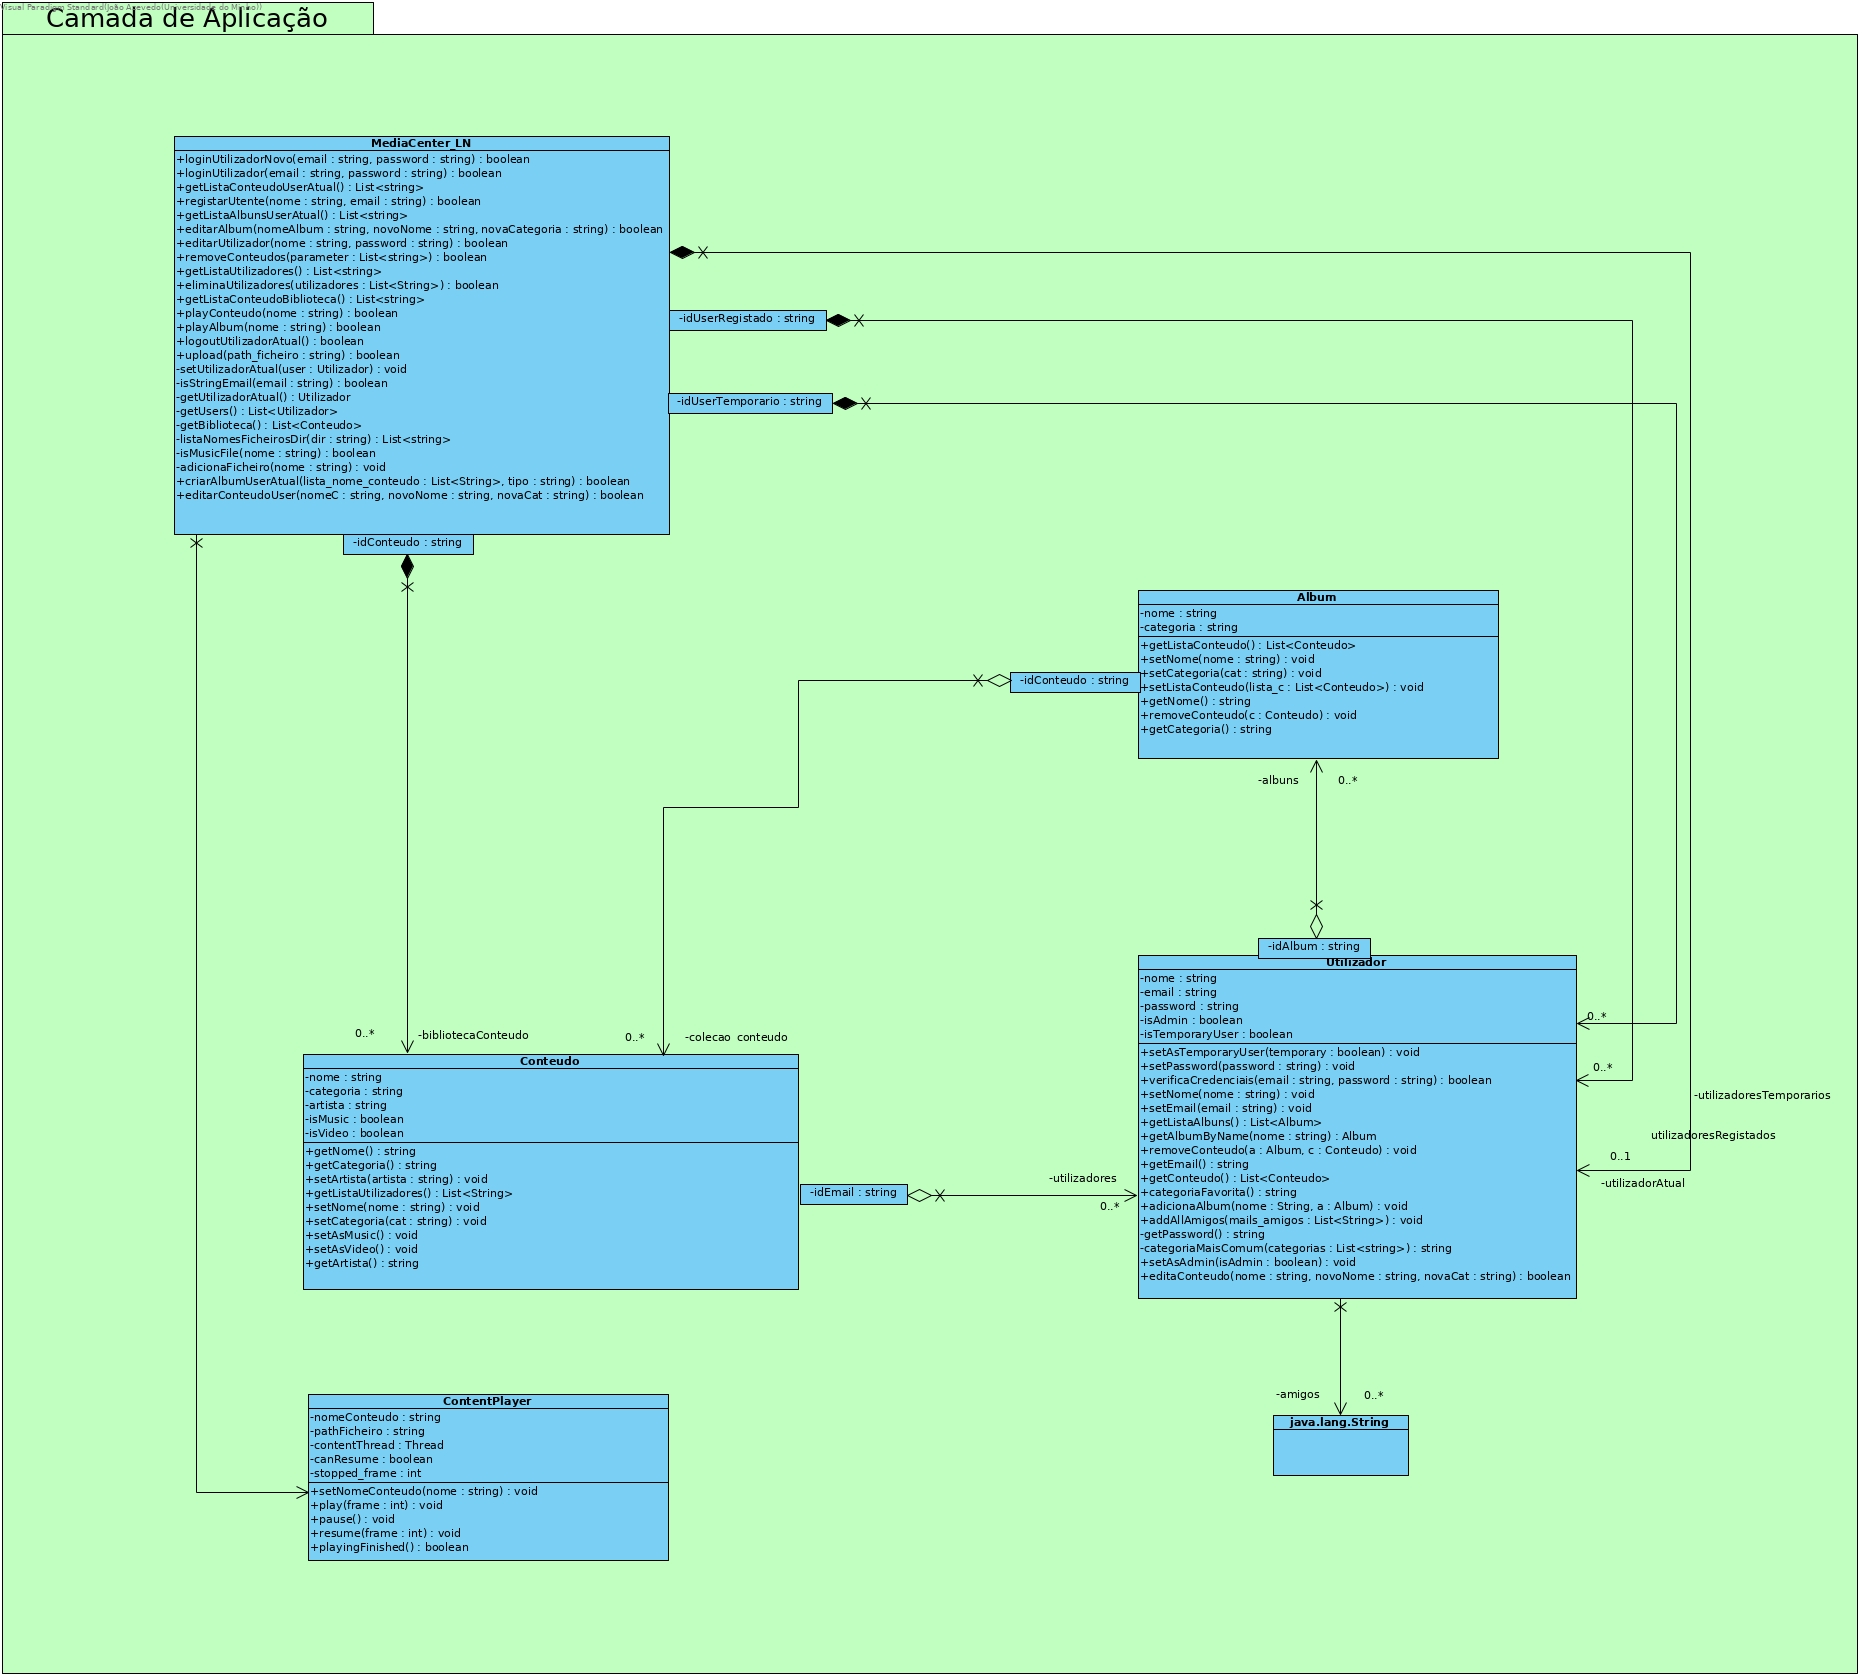 Visual Paradigm Standard(João Azevedo(Universidade do Minho))
Camada de Aplicação
MediaCenter_LN
+loginUtilizadorNovo(email : string, password : string) : boolean
+loginUtilizador(email : string, password : string) : boolean
+getListaConteudoUserAtual() : List<string>
+registarUtente(nome : string, email : string) : boolean
+getListaAlbunsUserAtual() : List<string>
+editarAlbum(nomeAlbum : string, novoNome : string, novaCategoria : string) : boolean
+editarUtilizador(nome : string, password : string) : boolean
+removeConteudos(parameter : List<string>) : boolean
+getListaUtilizadores() : List<string>
+eliminaUtilizadores(utilizadores : List<String>) : boolean
+getListaConteudoBiblioteca() : List<string>
+playConteudo(nome : string) : boolean
+playAlbum(nome : string) : boolean
+logoutUtilizadorAtual() : boolean
+upload(path_ficheiro : string) : boolean
-setUtilizadorAtual(user : Utilizador) : void
-isStringEmail(email : string) : boolean
-getUtilizadorAtual() : Utilizador
-getUsers() : List<Utilizador>
-getBiblioteca() : List<Conteudo>
-listaNomesFicheirosDir(dir : string) : List<string>
-isMusicFile(nome : string) : boolean
-adicionaFicheiro(nome : string) : void
+criarAlbumUserAtual(lista_nome_conteudo : List<String>, tipo : string) : boolean
+editarConteudoUser(nomeC : string, novoNome : string, novaCat : string) : boolean
-idUserRegistado : string
-idUserTemporario : string
-idConteudo : string
Album
-nome : string
-categoria : string
+getListaConteudo() : List<Conteudo>
+setNome(nome : string) : void
+setCategoria(cat : string) : void
+setListaConteudo(lista_c : List<Conteudo>) : void
+getNome() : string
+removeConteudo(c : Conteudo) : void
+getCategoria() : string
-idConteudo : string
-albuns
0..*
-idAlbum : string
Utilizador
-nome : string
-email : string
-password : string
-isAdmin : boolean
-isTemporaryUser : boolean
+setAsTemporaryUser(temporary : boolean) : void
+setPassword(password : string) : void
+verificaCredenciais(email : string, password : string) : boolean
+setNome(nome : string) : void
+setEmail(email : string) : void
+getListaAlbuns() : List<Album>
+getAlbumByName(nome : string) : Album
+removeConteudo(a : Album, c : Conteudo) : void
+getEmail() : string
+getConteudo() : List<Conteudo>
+categoriaFavorita() : string
+adicionaAlbum(nome : String, a : Album) : void
+addAllAmigos(mails_amigos : List<String>) : void
-getPassword() : string
-categoriaMaisComum(categorias : List<string>) : string
+setAsAdmin(isAdmin : boolean) : void
+editaConteudo(nome : string, novoNome : string, novaCat : string) : boolean
0..*
0..*
-utilizadoresTemporarios
utilizadoresRegistados
0..1
-utilizadorAtual
0..*
-bibliotecaConteudo
0..*
-colecao_conteudo
Conteudo
-nome : string
-categoria : string
-artista : string
-isMusic : boolean
-isVideo : boolean
+getNome() : string
+getCategoria() : string
+setArtista(artista : string) : void
+getListaUtilizadores() : List<String>
+setNome(nome : string) : void
+setCategoria(cat : string) : void
+setAsMusic() : void
+setAsVideo() : void
+getArtista() : string
-idEmail : string
-utilizadores
0..*
-amigos
0..*
java.lang.String
ContentPlayer
-nomeConteudo : string
-pathFicheiro : string
-contentThread : Thread
-canResume : boolean
-stopped_frame : int
+setNomeConteudo(nome : string) : void
+play(frame : int) : void
+pause() : void
+resume(frame : int) : void
+playingFinished() : boolean